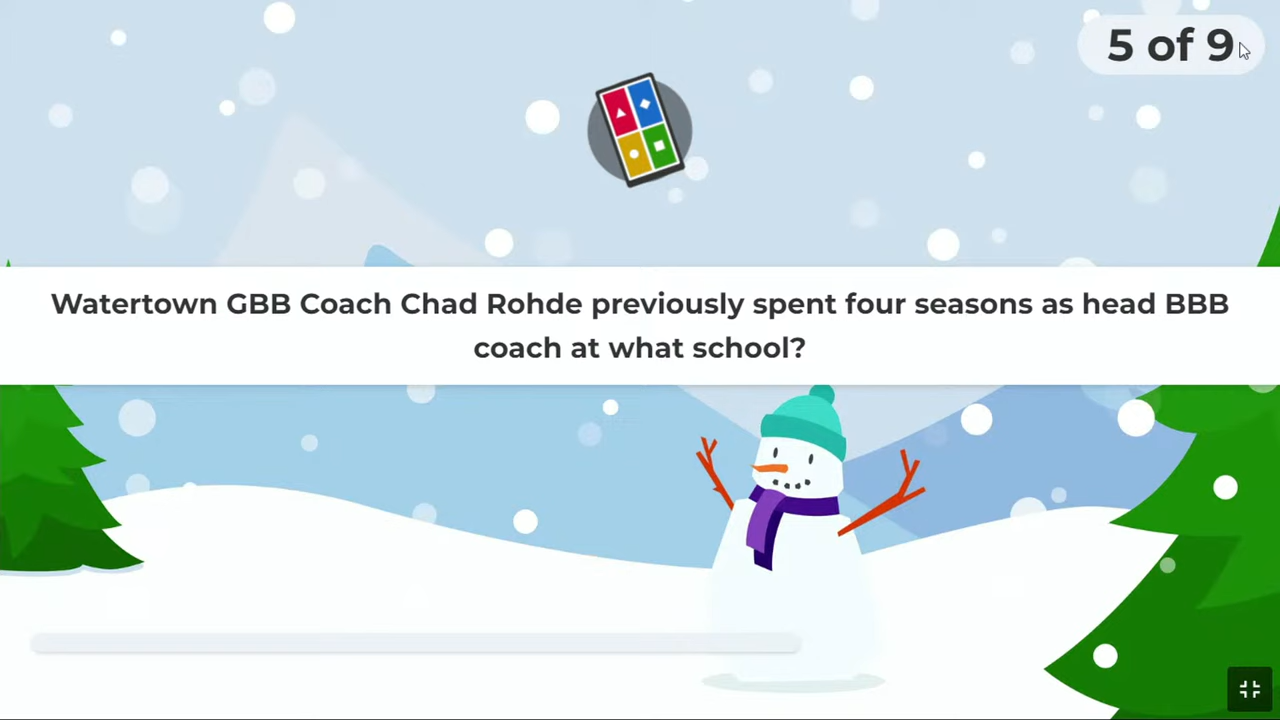 5 of 9
Watertown GBB Coach Chad Rohde previously spent four seasons as head BBB
coach at what school?